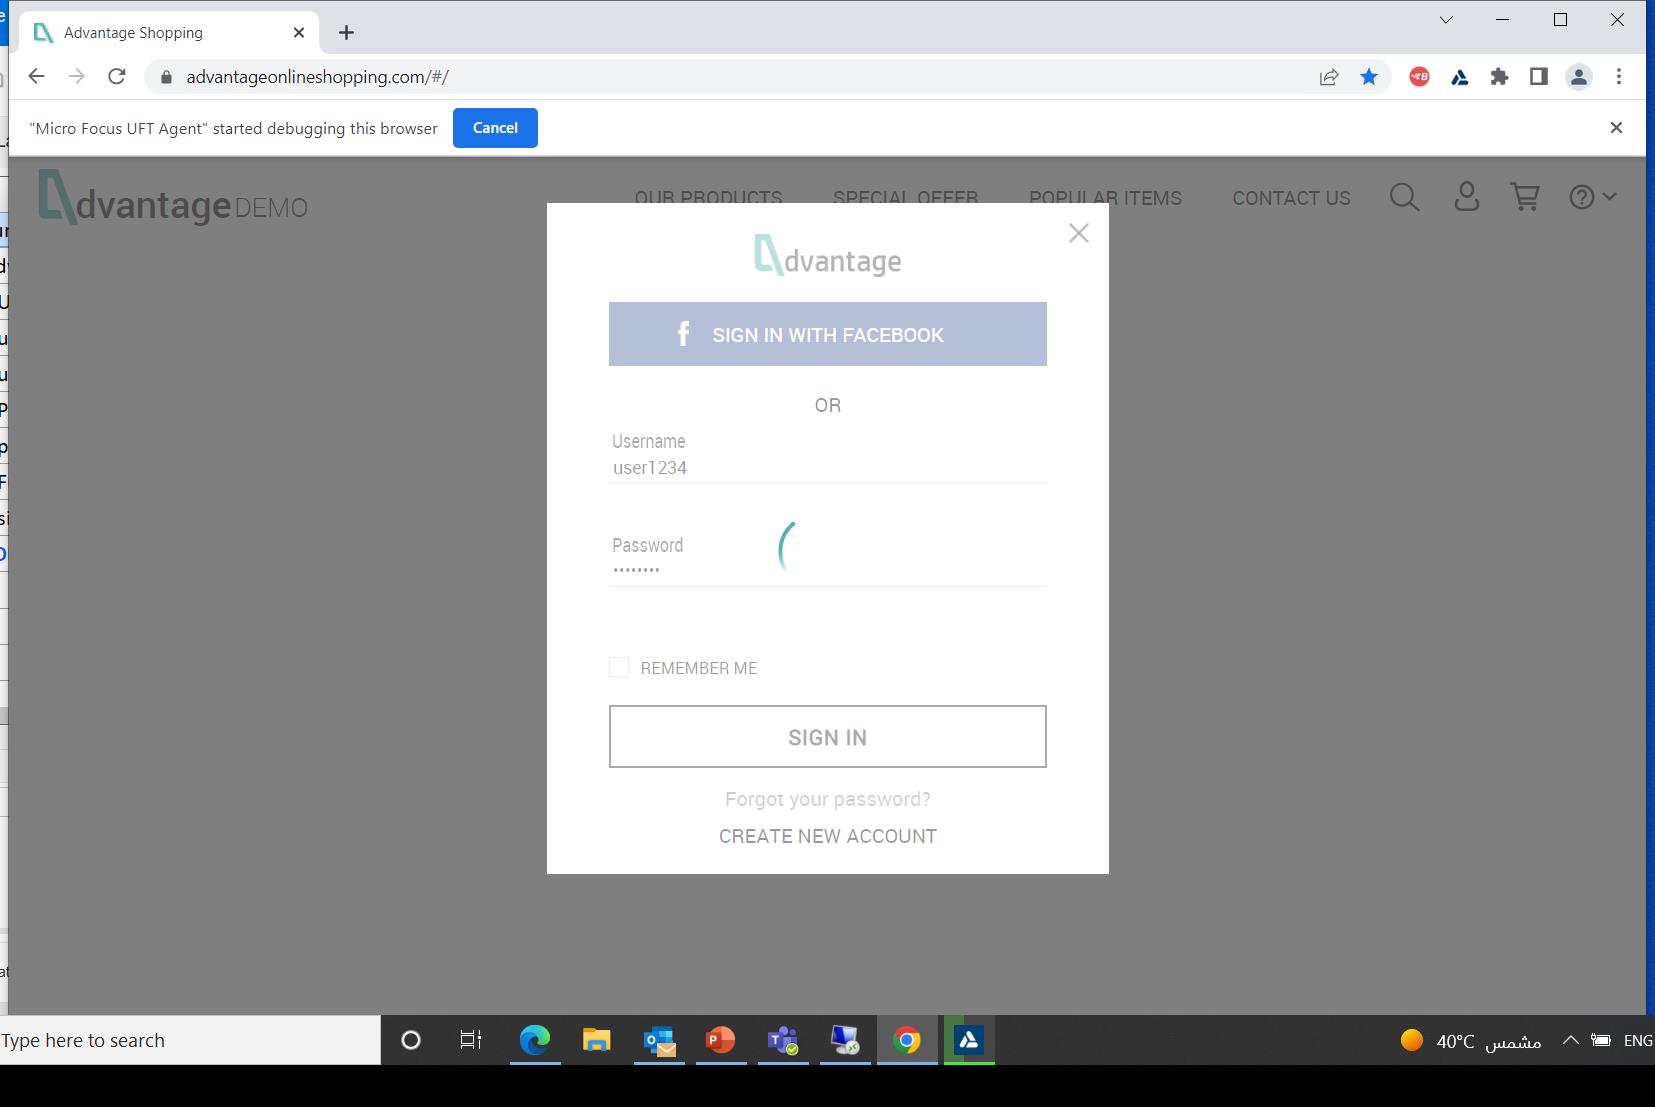 Advantage Shopping
advantageonlineshopping.com/#/
"Micro Focus UFT Agent" started debugging this browser
Cancel
dvantage DEMO
OUR PRODUCTS
SPECIAL OFFER
POPULAR ITEMS
CONTACT US
dvantage
SIGN IN WITH FACEBOOK
OR
Username
user1234
Password
••••••••
REMEMBER ME
SIGN IN
Forgot your password?
CREATE NEW ACCOUNT
Type here to search
40°C مشمس
ENG